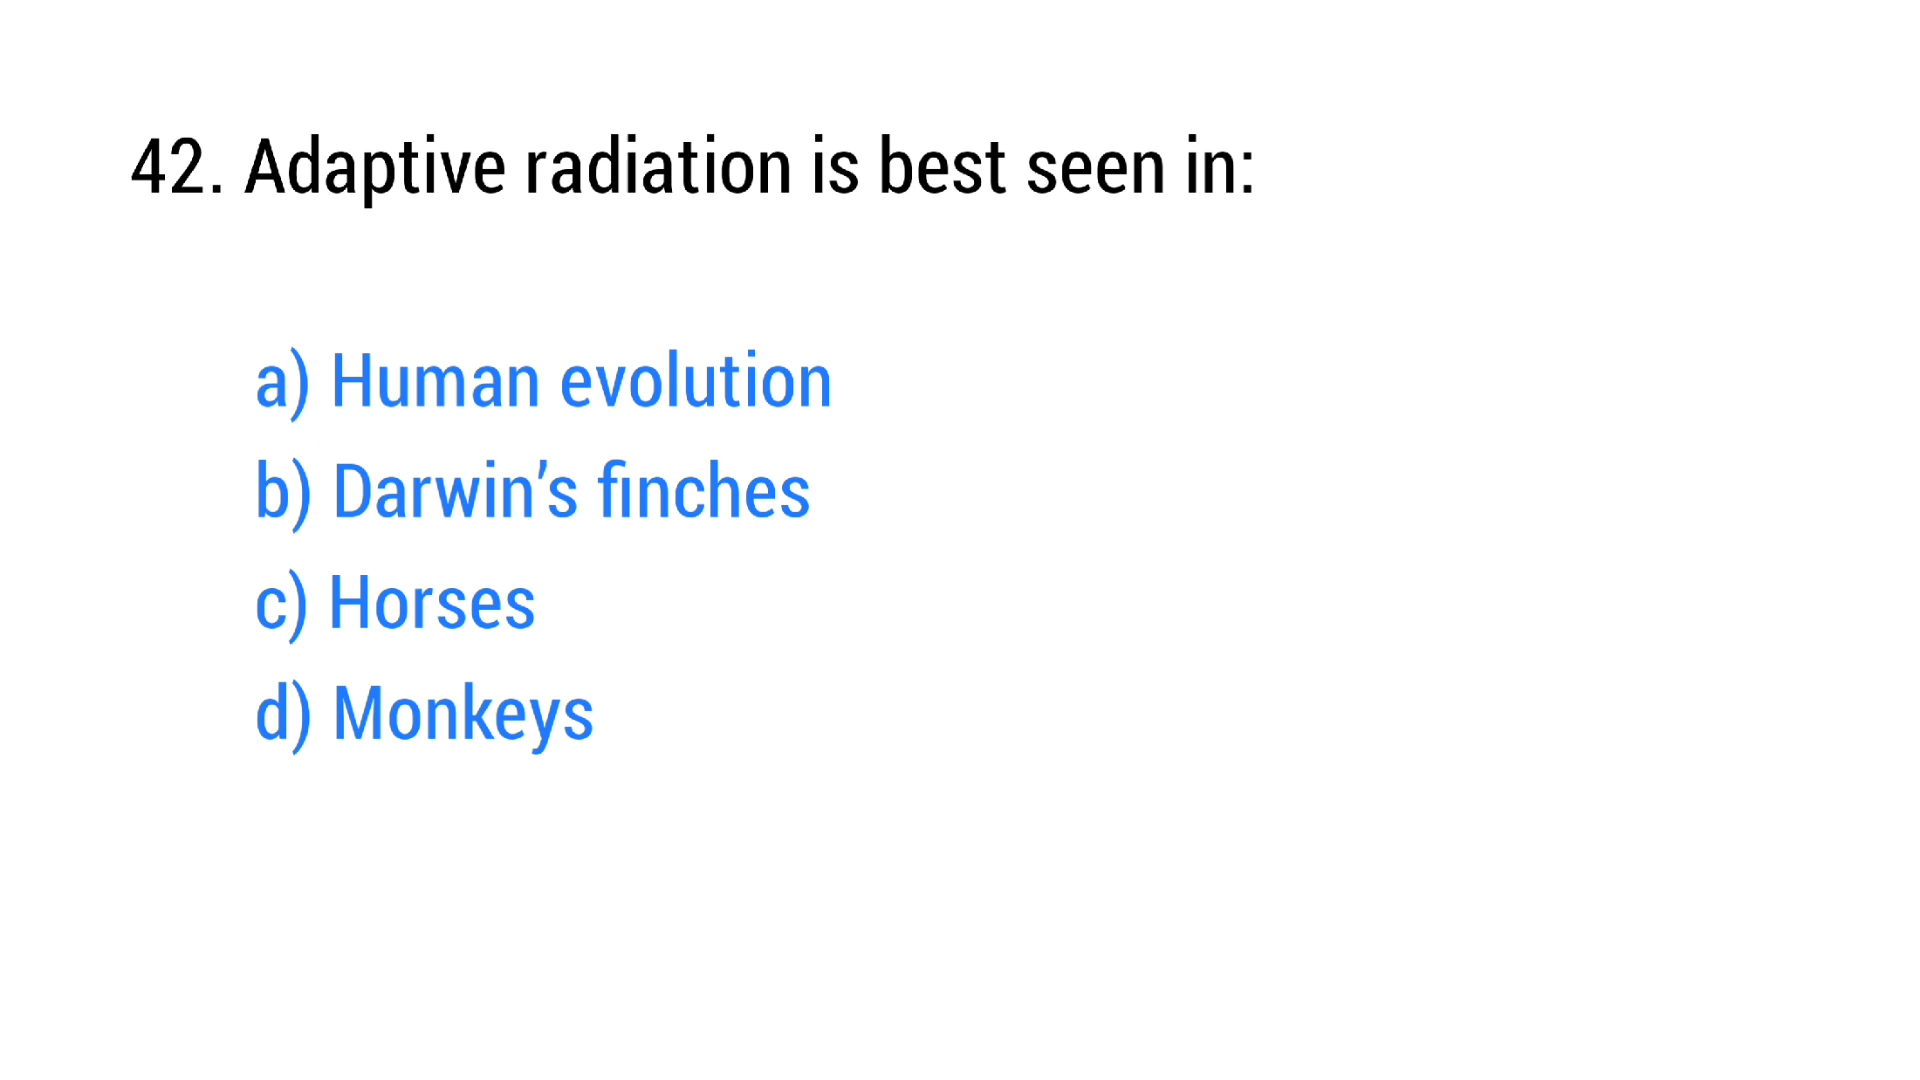 42. Adaptive radiation is best seen in:
a) Human evolution
b) Darwin’s finches
c) Horses
d) Monkeys